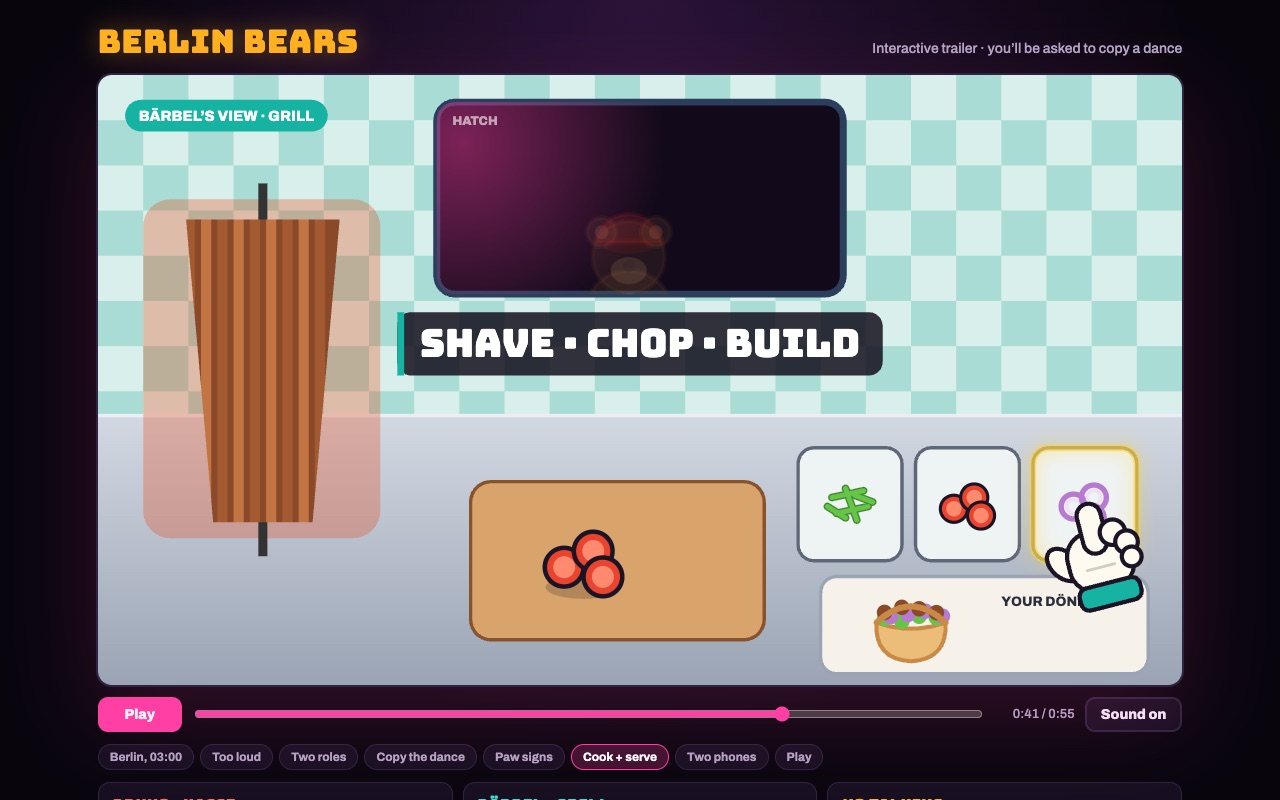 BERLIN BEARS
Interactive trailer · you'll be asked to copy a dance
BÄRBEL'S VIEW · GRILL
HATCH
SHAVE · CHOP · BUILD
YOUR
Play
0:41 / 0:55
Sound on
Berlin, 03:00
Too loud
Two roles
Copy the dance
Paw signs
Cook + serve
Two phones
Play